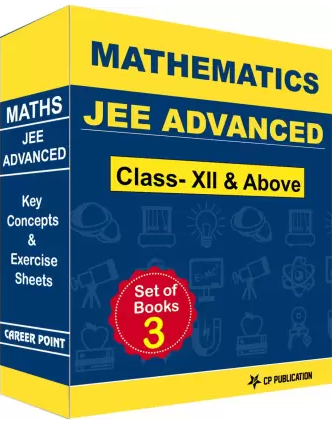 MATHEMATICS
JEE ADVANCED
Class- XII & Above
Set of
Books
3
CP PUBLICATION
MATHS
JEE
ADVANCED
Key
Concepts
&
Exercise
Sheets
CAREER POINT